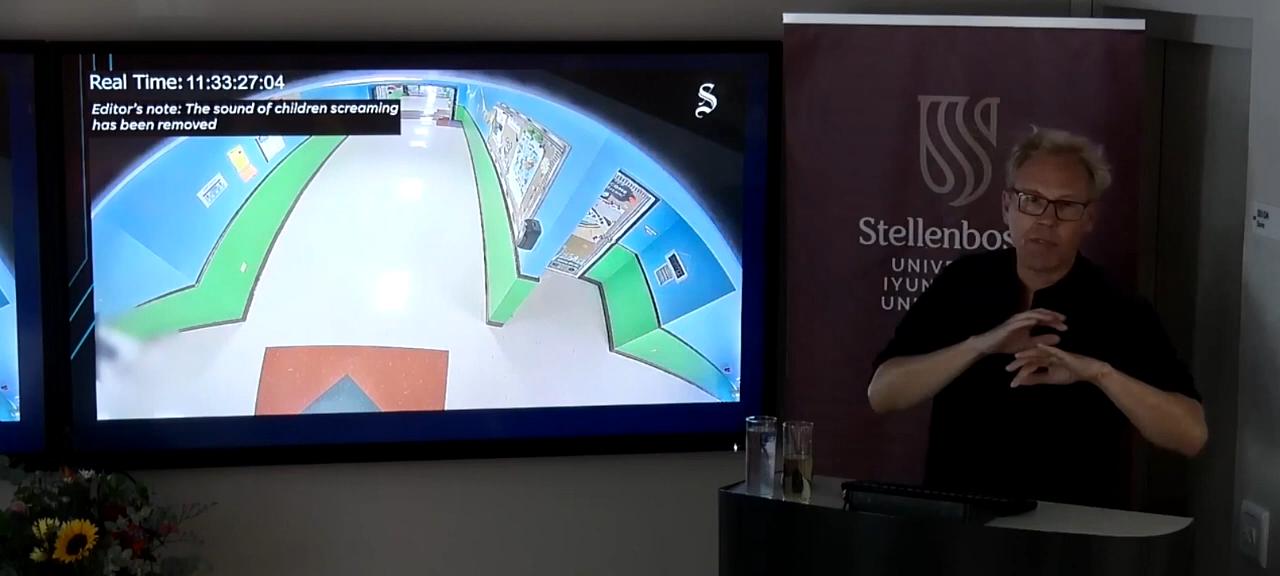 Real Time: 11:33:27:04
Editor's note: The sound of children screaming
has been removed
S
Stellenbos
UNIVE
IYUN
UNI